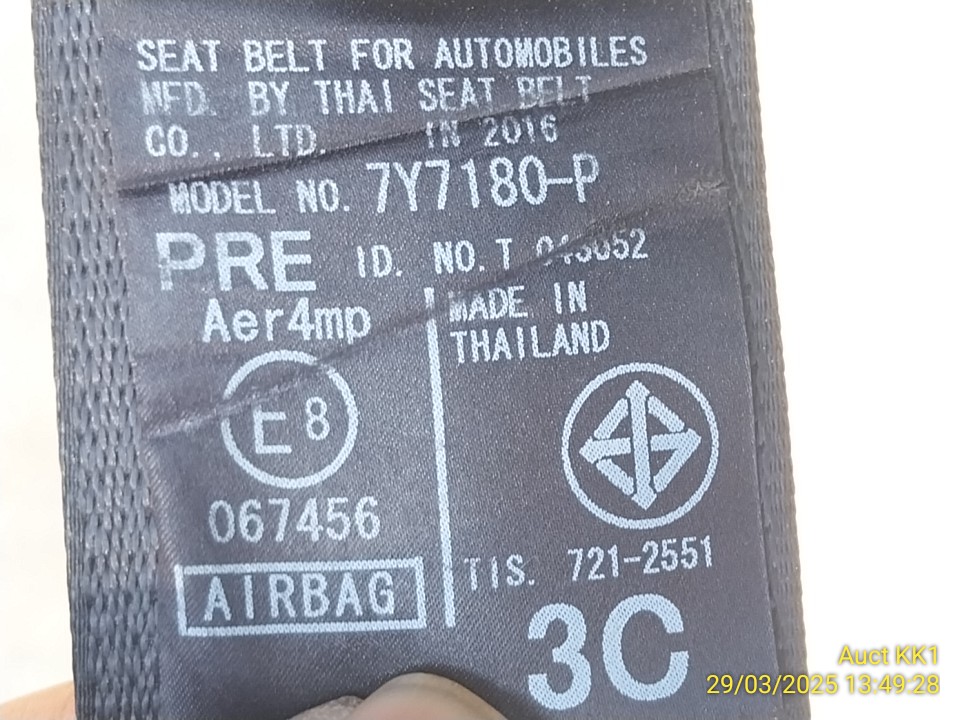 SEAT BELT FOR AUTOMOBILES
MFD. BY THAI SEAT BELT
CO., LTD. IN 2016
MODEL NO. 7Y7180-P
PRE ID. NO. T
Aer4mp
MADE IN
THAILAND
E8
067456
AIRBAG
TIS. 721-2551
3C
Auct KK1
29/03/2025 13:49:28